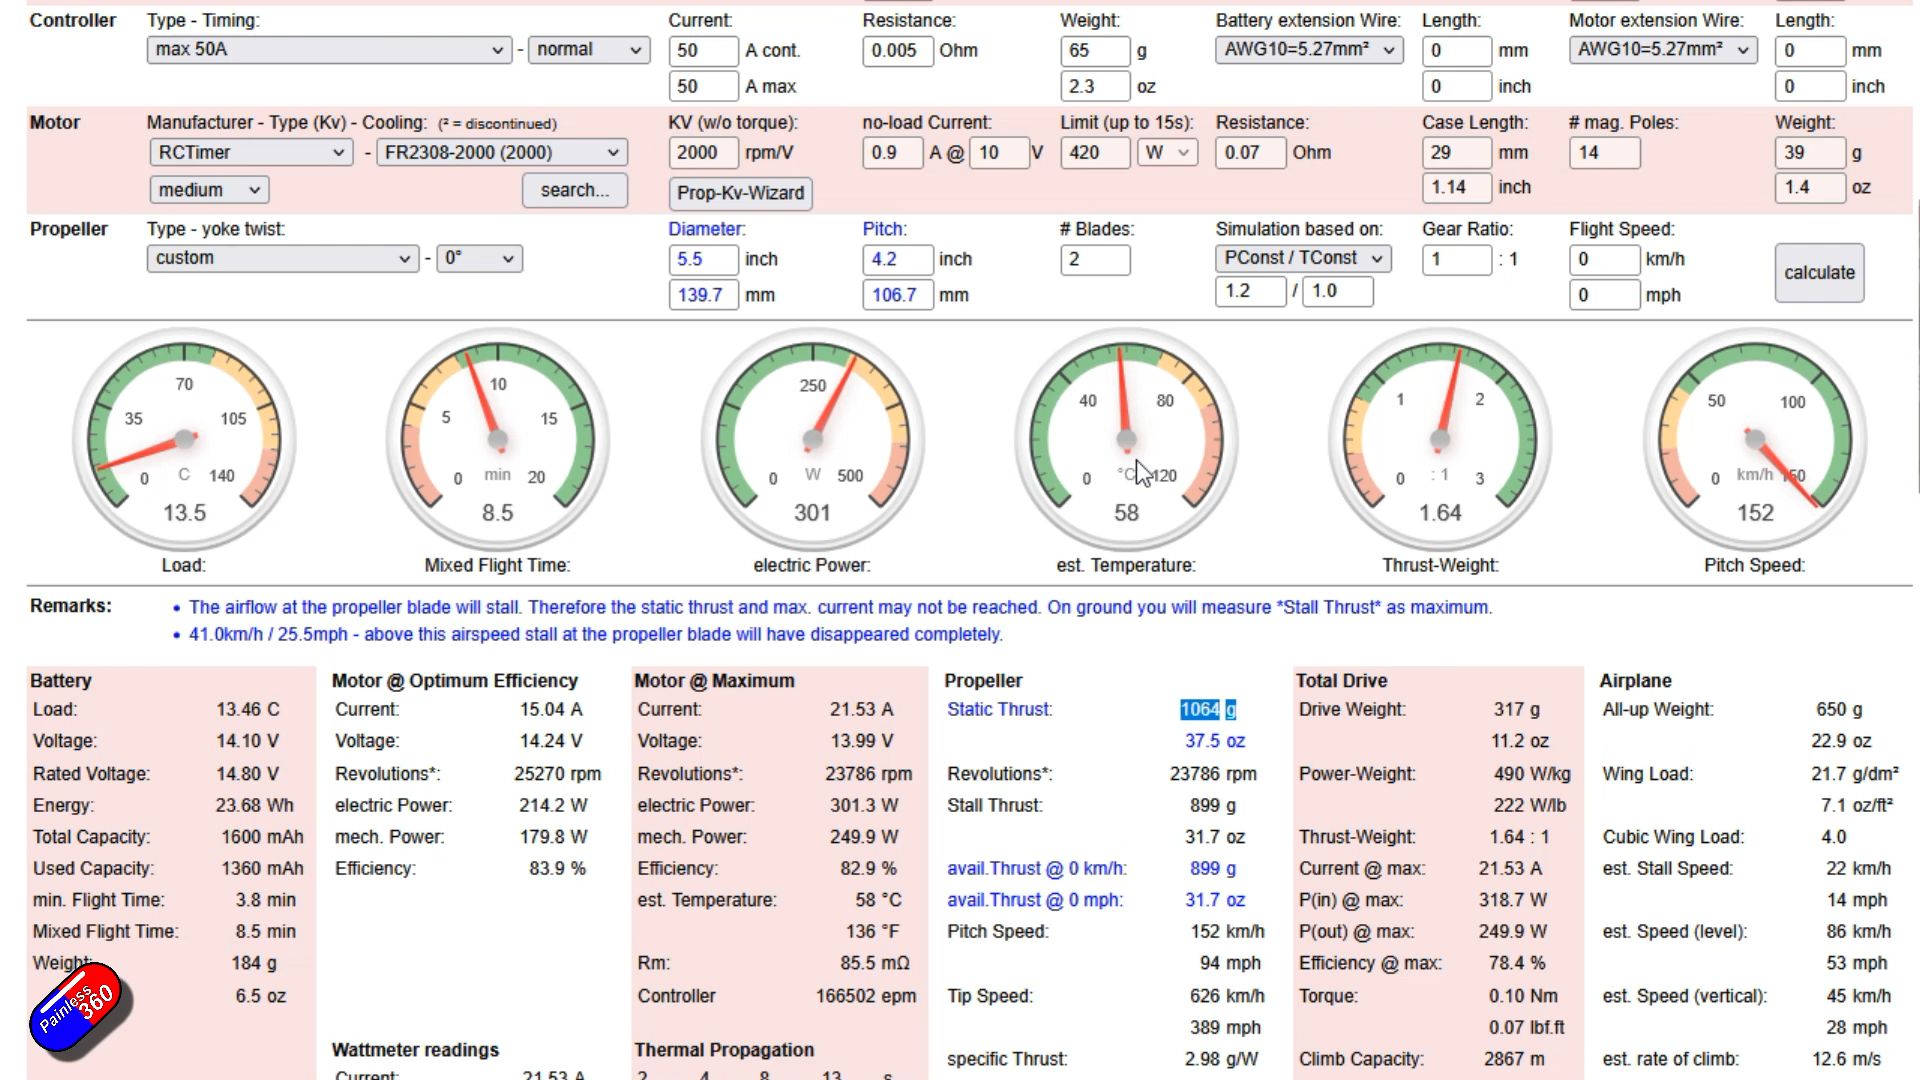 Controller Type - Timing: Current: Resistance: Weight: Battery extension Wire: Length: Motor extension Wire: Length:
max 50A - normal 50 A cont. 0.005 Ohm 65 g AWG10=5.27mm² 0 mm AWG10=5.27mm² 0 mm
50 A max 2.3 oz 0 inch 0 inch
Motor Manufacturer - Type (Kv) - Cooling: (² = discontinued) KV (w/o torque): no-load Current: Limit (up to 15s): Resistance: Case Length: # mag. Poles: Weight:
RCTimer - FR2308-2000 (2000) 2000 rpm/V 0.9 A @ 10 V 420 W 0.07 Ohm 29 mm 14 39 g
medium search... Prop-Kv-Wizard 1.14 inch 1.4 oz
Propeller Type - yoke twist: Diameter: Pitch: # Blades: Simulation based on: Gear Ratio: Flight Speed:
custom - 0° 5.5 inch 4.2 inch 2 PConst / TConst 1 : 1 0 km/h calculate
139.7 mm 106.7 mm 1.2 / 1.0 0 mph
70 10 250 40 80 1 2 50 100
35 105 5 15
0 C 140 0 min 20 0 W 500 0 °C 120 0 : 1 3 0 km/h
13.5 8.5 301 58 1.64 152
Load: Mixed Flight Time: electric Power: est. Temperature: Thrust-Weight: Pitch Speed:
Remarks: • The airflow at the propeller blade will stall. Therefore the static thrust and max. current may not be reached. On ground you will measure *Stall Thrust* as maximum.
• 41.0km/h / 25.5mph - above this airspeed stall at the propeller blade will have disappeared completely.
Battery Motor @ Optimum Efficiency Motor @ Maximum Propeller Total Drive Airplane
Load: 13.46 C Current: 15.04 A Current: 21.53 A Static Thrust: 1064 g Drive Weight: 317 g All-up Weight: 650 g
Voltage: 14.10 V Voltage: 14.24 V Voltage: 13.99 V 37.5 oz 11.2 oz 22.9 oz
Rated Voltage: 14.80 V Revolutions*: 25270 rpm Revolutions*: 23786 rpm Revolutions*: 23786 rpm Power-Weight: 490 W/kg Wing Load: 21.7 g/dm²
Energy: 23.68 Wh electric Power: 214.2 W electric Power: 301.3 W Stall Thrust: 899 g 222 W/lb 7.1 oz/ft²
Total Capacity: 1600 mAh mech. Power: 179.8 W mech. Power: 249.9 W 31.7 oz Thrust-Weight: 1.64 : 1 Cubic Wing Load: 4.0
Used Capacity: 1360 mAh Efficiency: 83.9 % Efficiency: 82.9 % avail.Thrust @ 0 km/h: 899 g Current @ max: 21.53 A est. Stall Speed: 22 km/h
min. Flight Time: 3.8 min est. Temperature: 58 °C avail.Thrust @ 0 mph: 31.7 oz P(in) @ max: 318.7 W 14 mph
Mixed Flight Time: 8.5 min 136 °F Pitch Speed: 152 km/h P(out) @ max: 249.9 W est. Speed (level): 86 km/h
Weight: 184 g Rm: 85.5 mΩ 94 mph Efficiency @ max: 78.4 % 53 mph
6.5 oz Controller 166502 epm Tip Speed: 626 km/h Torque: 0.10 Nm est. Speed (vertical): 45 km/h
389 mph 0.07 lbf.ft 28 mph
Painless 360
Wattmeter readings Thermal Propagation specific Thrust: 2.98 g/W Climb Capacity: 2867 m est. rate of climb: 12.6 m/s
Current: 21.53 A 2 4 8 13 s